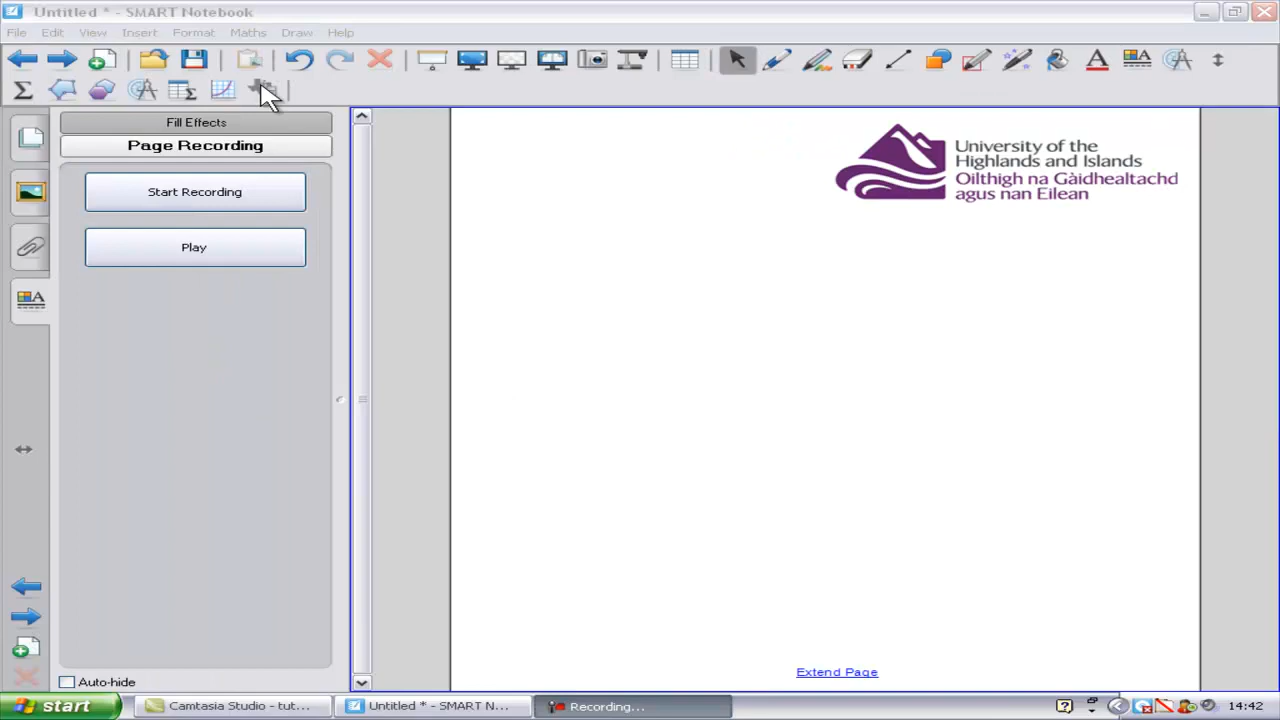 Untitled * - SMART Notebook
File Edit View Insert Format Maths Draw Help
Fill Effects
Page Recording
Start Recording
Play
University of the
Highlands and Islands
Oilthigh na Gàidhealtachd
agus nan Eilean
Extend Page
Auto-hide
start
Camtasia Studio - tut...
Untitled * - SMART N...
Recording...
14:42